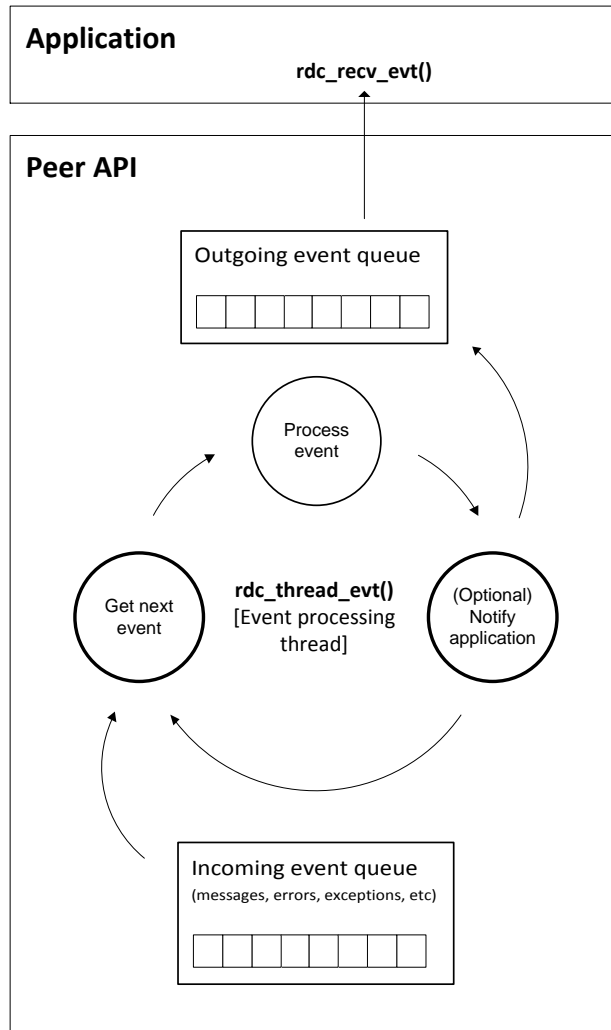 Application
rdc_recv_evt()
Peer API
Outgoing event queue
Process
event
Get next
event
rdc_thread_evt()
[Event processing
thread]
(Optional)
Notify
application
Incoming event queue
(messages, errors, exceptions, etc)